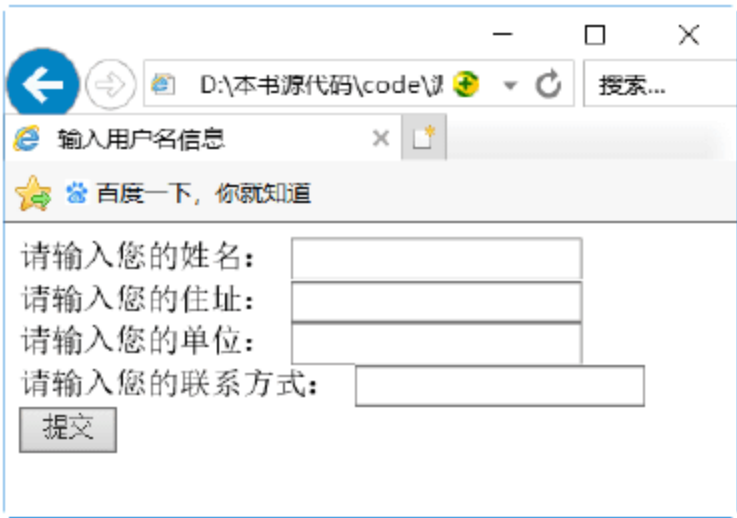 D:\本书源代码\code\
搜索...
输入用户名信息
百度一下，你就知道
请输入您的姓名：
请输入您的住址：
请输入您的单位：
请输入您的联系方式：
提交